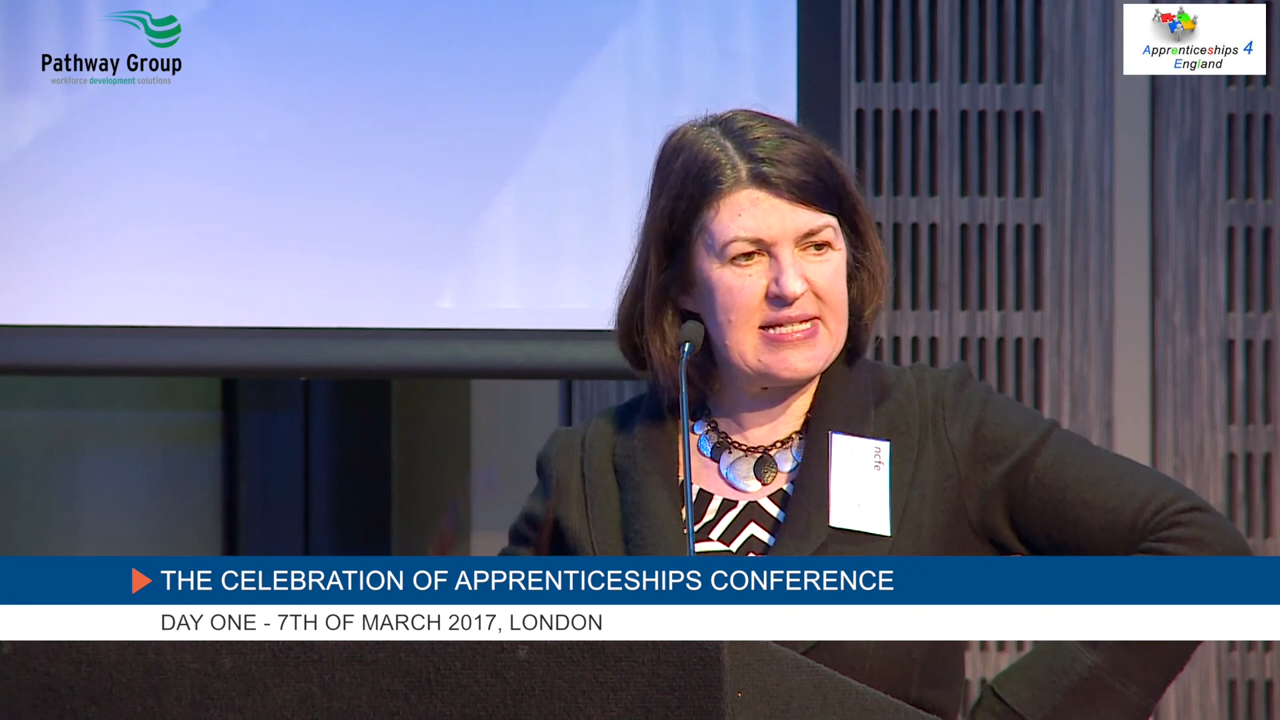 Pathway Group
workforce development solutions
Apprenticeships 4
England
ncfe
THE CELEBRATION OF APPRENTICESHIPS CONFERENCE
DAY ONE - 7TH OF MARCH 2017, LONDON